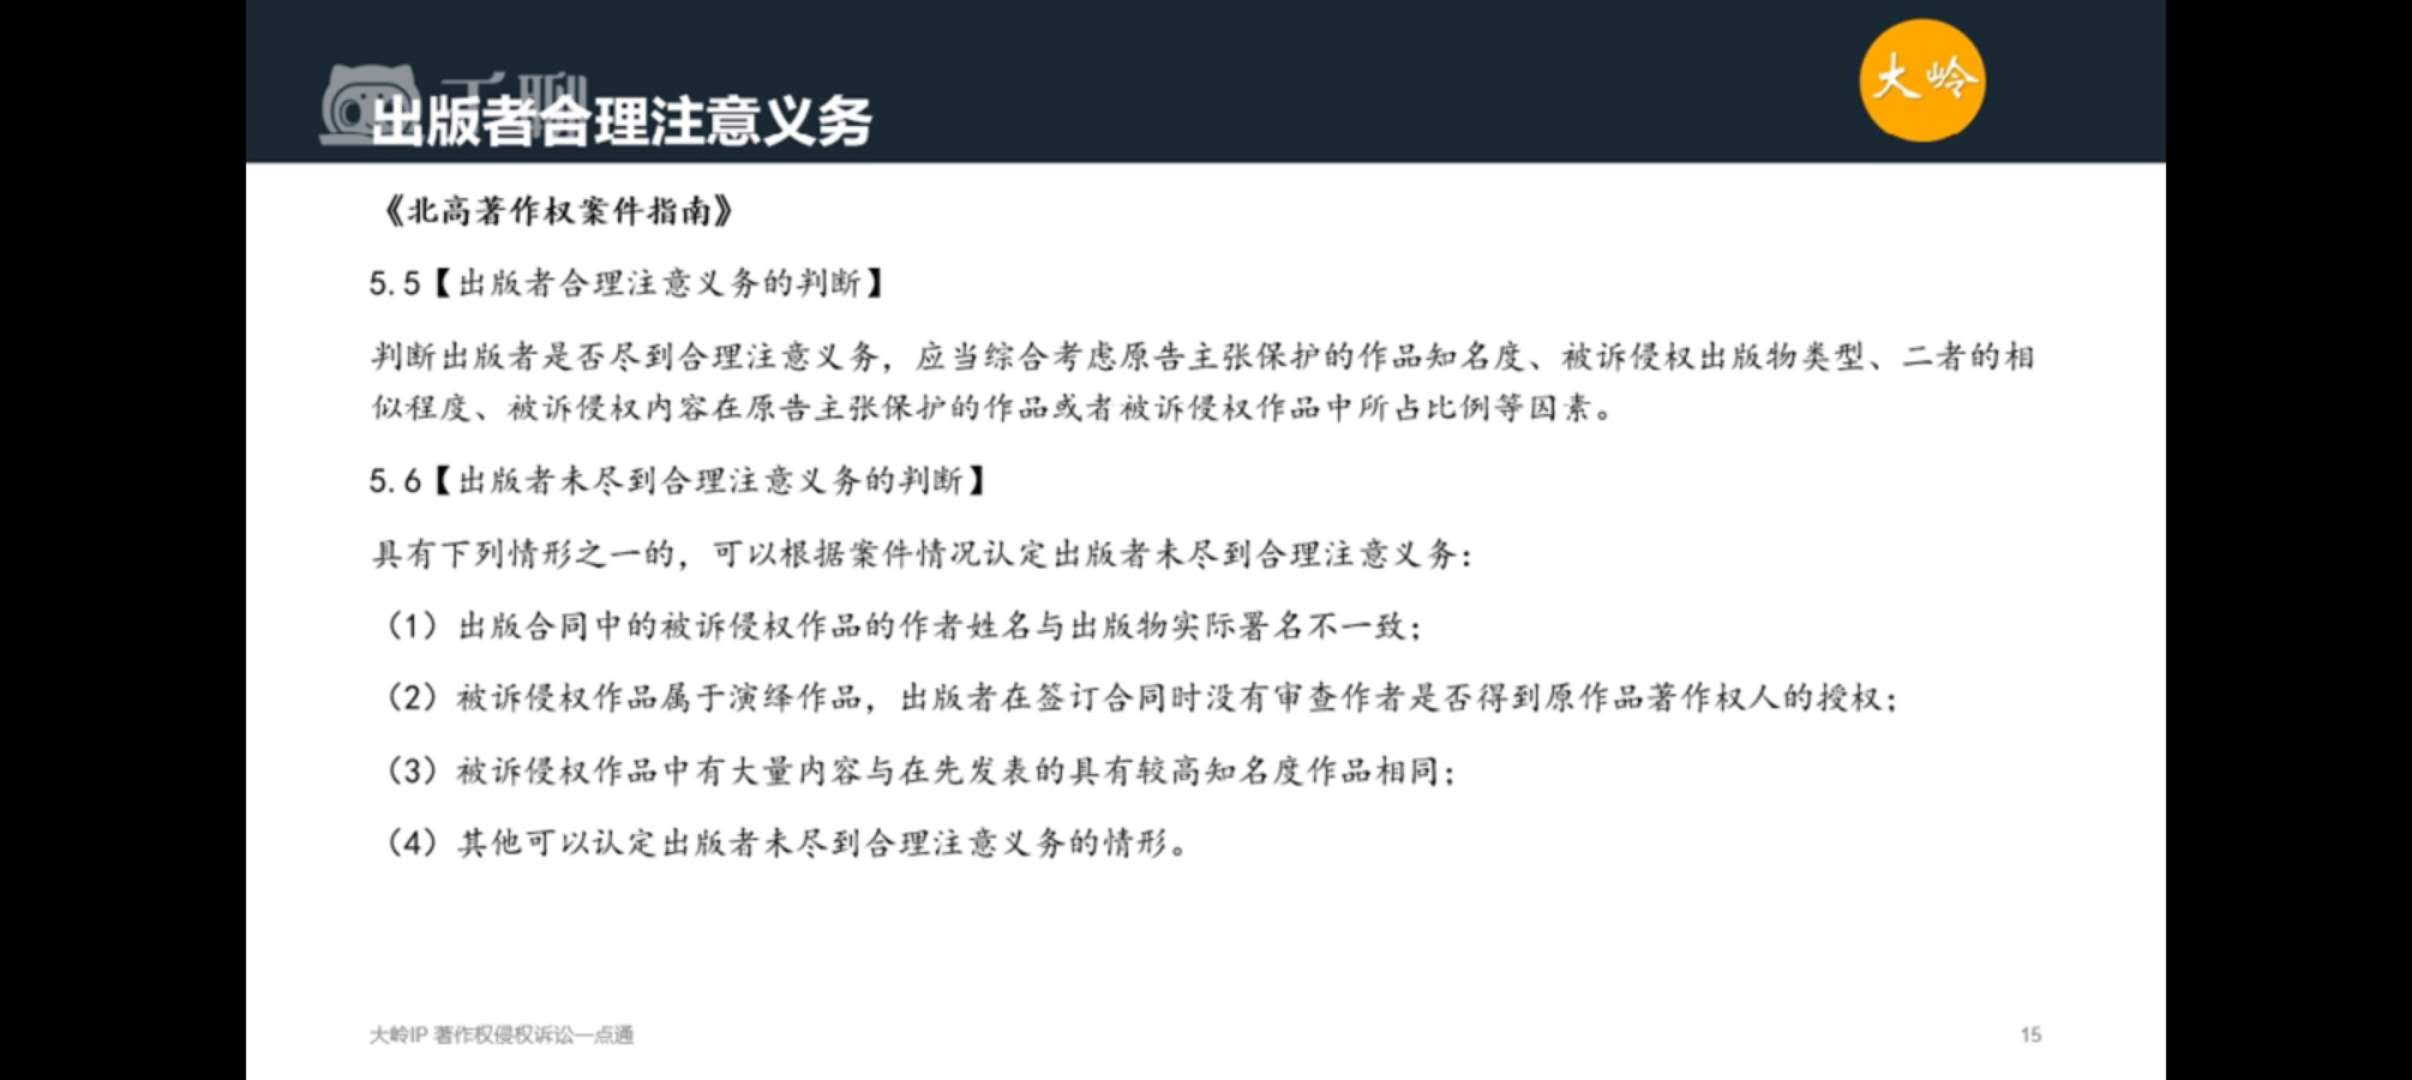 千聊
大岭
出版者合理注意义务
《北高著作权案件指南》
5.5【出版者合理注意义务的判断】
判断出版者是否尽到合理注意义务，应当综合考虑原告主张保护的作品知名度、被诉侵权出版物类型、二者的相
似程度、被诉侵权内容在原告主张保护的作品或者被诉侵权作品中所占比例等因素。
5.6【出版者未尽到合理注意义务的判断】
具有下列情形之一的，可以根据案件情况认定出版者未尽到合理注意义务：
（1）出版合同中的被诉侵权作品的作者姓名与出版物实际署名不一致；
（2）被诉侵权作品属于演绎作品，出版者在签订合同时没有审查作者是否得到原作品著作权人的授权；
（3）被诉侵权作品中有大量内容与在先发表的具有较高知名度作品相同；
（4）其他可以认定出版者未尽到合理注意义务的情形。
大岭IP 著作权侵权诉讼一点通
15